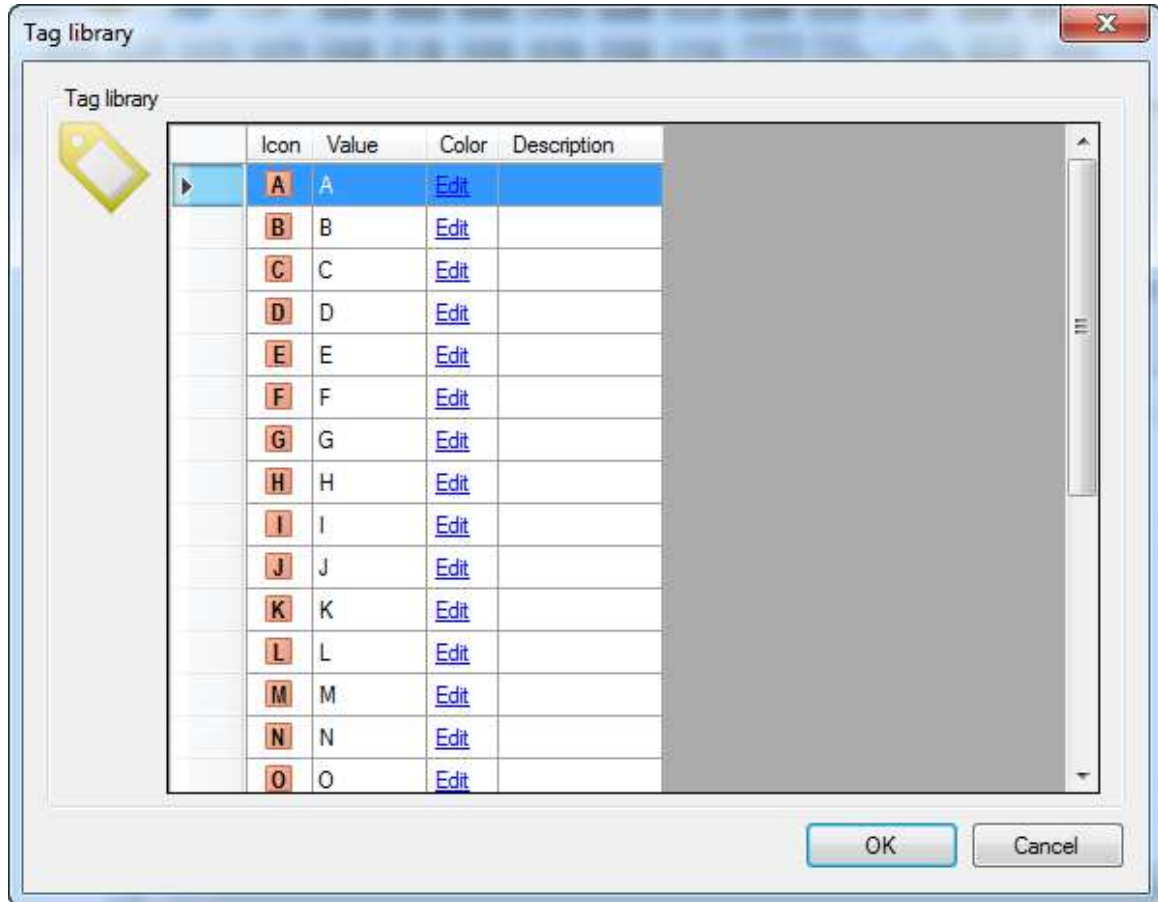 Tag library
Tag library
Icon Value Color Description
A A Edit
B B Edit
C C Edit
D D Edit
E E Edit
F F Edit
G G Edit
H H Edit
I I Edit
J J Edit
K K Edit
L L Edit
M M Edit
N N Edit
O O Edit
OK Cancel